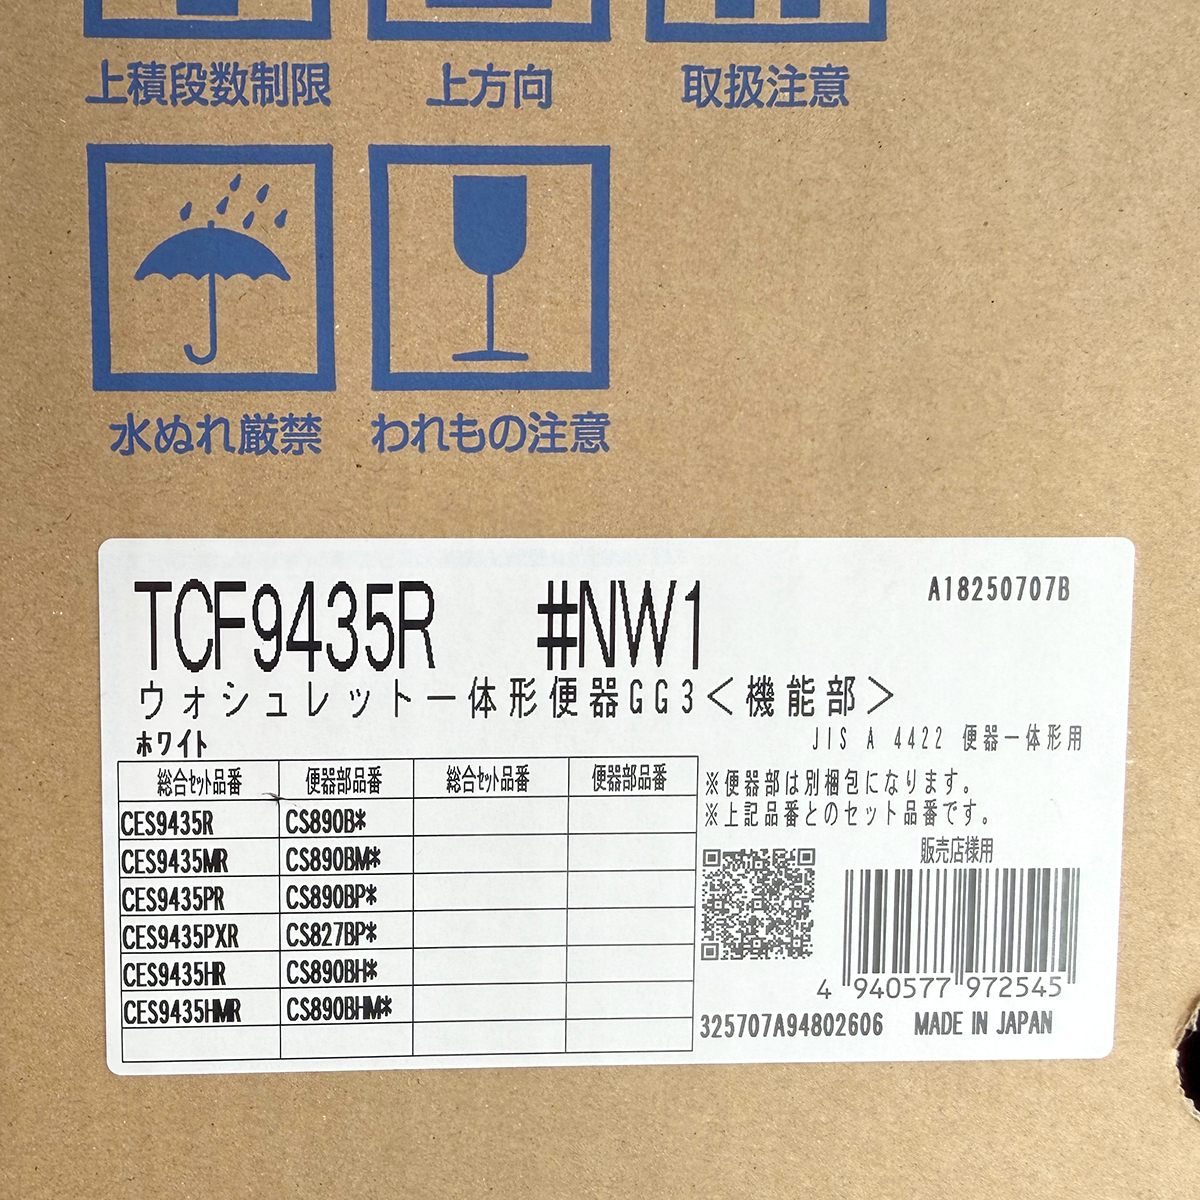 上積段数制限 上方向 取扱注意
水ぬれ厳禁 われもの注意
TCF9435R #NW1 A18250707B
ウォシュレット一体形便器GG3<機能部>
ホワイト JIS A 4422 便器一体形用
総合セット品番 便器部品番 総合セット品番 便器部品番
CES9435R CS890B*
CES9435MR CS890BM*
CES9435PR CS890BP*
CES9435PXR CS827BP*
CES9435HR CS890BH*
CES9435HMR CS890BHM*
※便器部は別梱包になります。
※上記品番とのセット品番です。
販売店様用
4 940577 972545
325707A94802606 MADE IN JAPAN